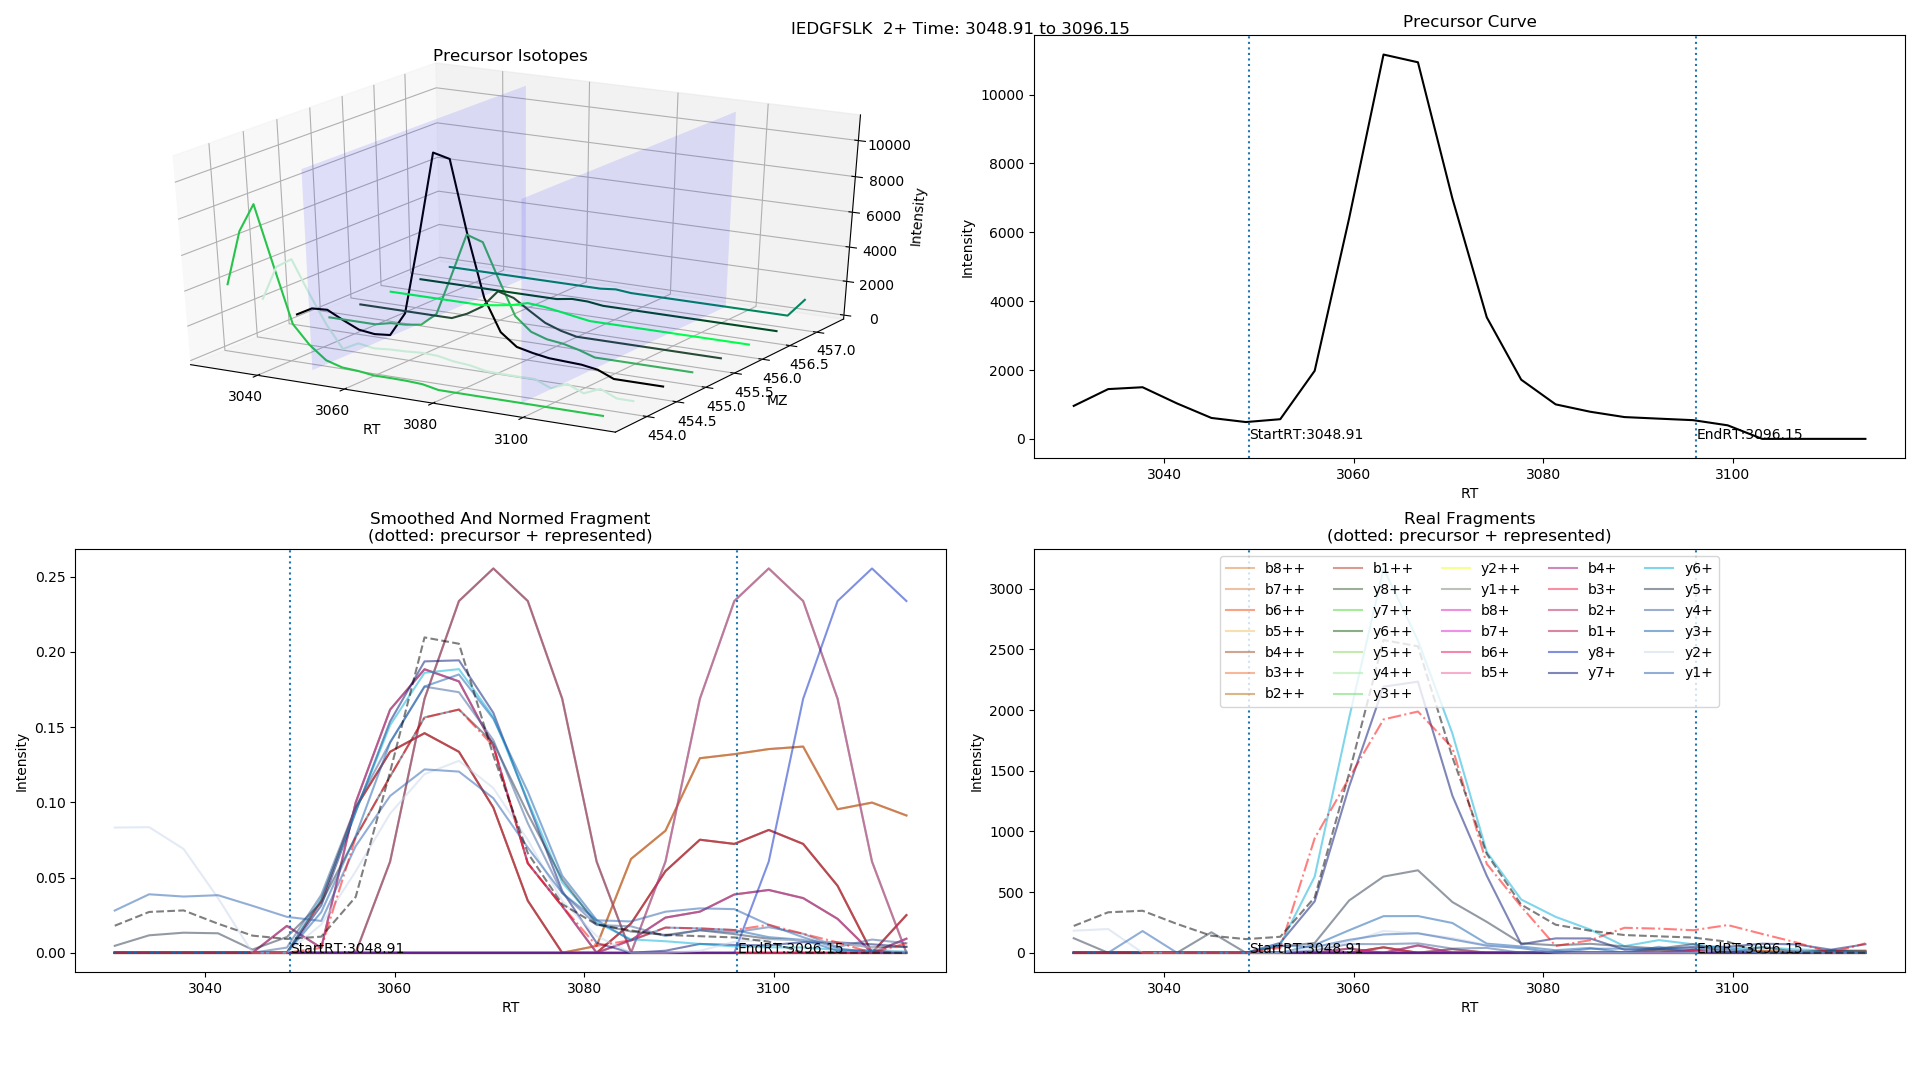 IEDGFSLK  2+ Time: 3048.91 to 3096.15
Precursor Isotopes
10000
8000
6000
4000
2000
0
Intensity
457.0
456.5
456.0
455.5
455.0
454.5
454.0
MZ
3040
3060
3080
3100
RT
Precursor Curve
10000
8000
6000
4000
2000
0
Intensity
StartRT:3048.91
EndRT:3096.15
3040
3060
3080
3100
RT
Smoothed And Normed Fragment
(dotted: precursor + represented)
0.25
0.20
0.15
0.10
0.05
0.00
Intensity
StartRT:3048.91
EndRT:3096.15
3040
3060
3080
3100
RT
Real Fragments
(dotted: precursor + represented)
3000
2500
2000
1500
1000
500
0
Intensity
b8++
b7++
b6++
b5++
b4++
b3++
b2++
b1++
y8++
y7++
y6++
y5++
y4++
y3++
y2++
y1++
b8+
b7+
b6+
b5+
b4+
b3+
b2+
b1+
y8+
y7+
y6+
y5+
y4+
y3+
y2+
y1+
StartRT:3048.91
EndRT:3096.15
3040
3060
3080
3100
RT